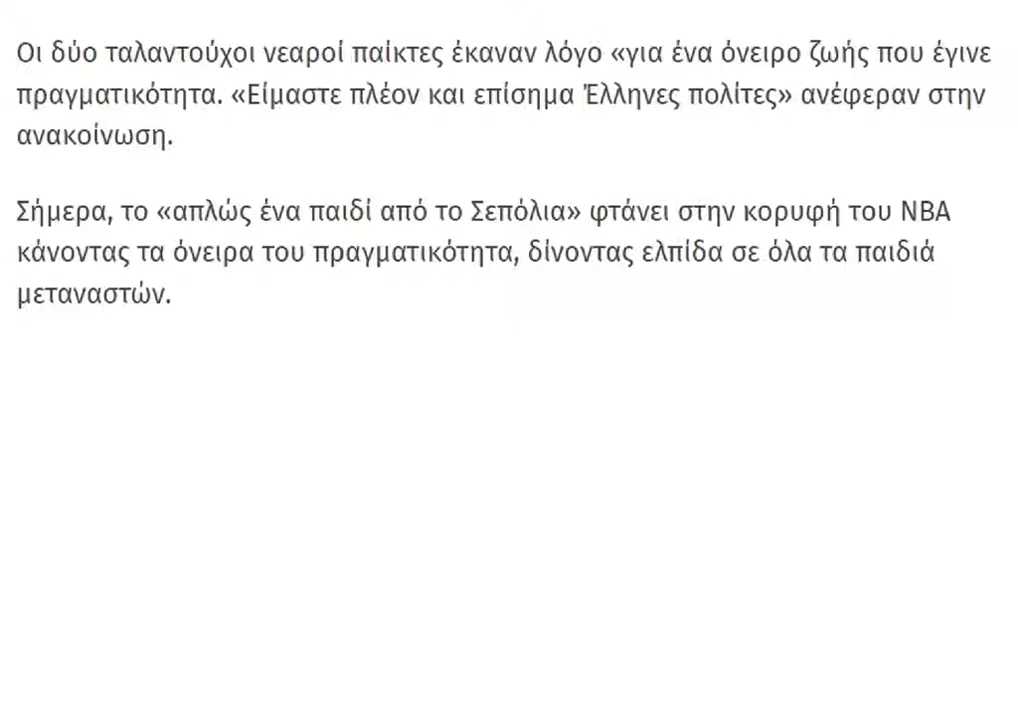 Οι δύο ταλαντούχοι νεαροί παίκτες έκαναν λόγο «για ένα όνειρο ζωής που έγινε
πραγματικότητα. «Είμαστε πλέον και επίσημα Έλληνες πολίτες» ανέφεραν στην
ανακοίνωση.
Σήμερα, το «απλώς ένα παιδί από το Σεπόλια» φτάνει στην κορυφή του NBA
κάνοντας τα όνειρα του πραγματικότητα, δίνοντας ελπίδα σε όλα τα παιδιά
μεταναστών.